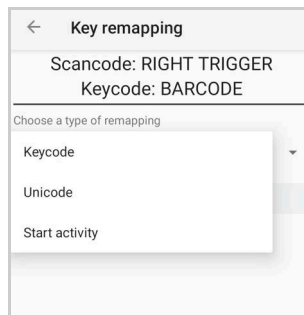 Key remapping
Scancode: RIGHT TRIGGER
Keycode: BARCODE
Choose a type of remapping
Keycode
Unicode
Start activity